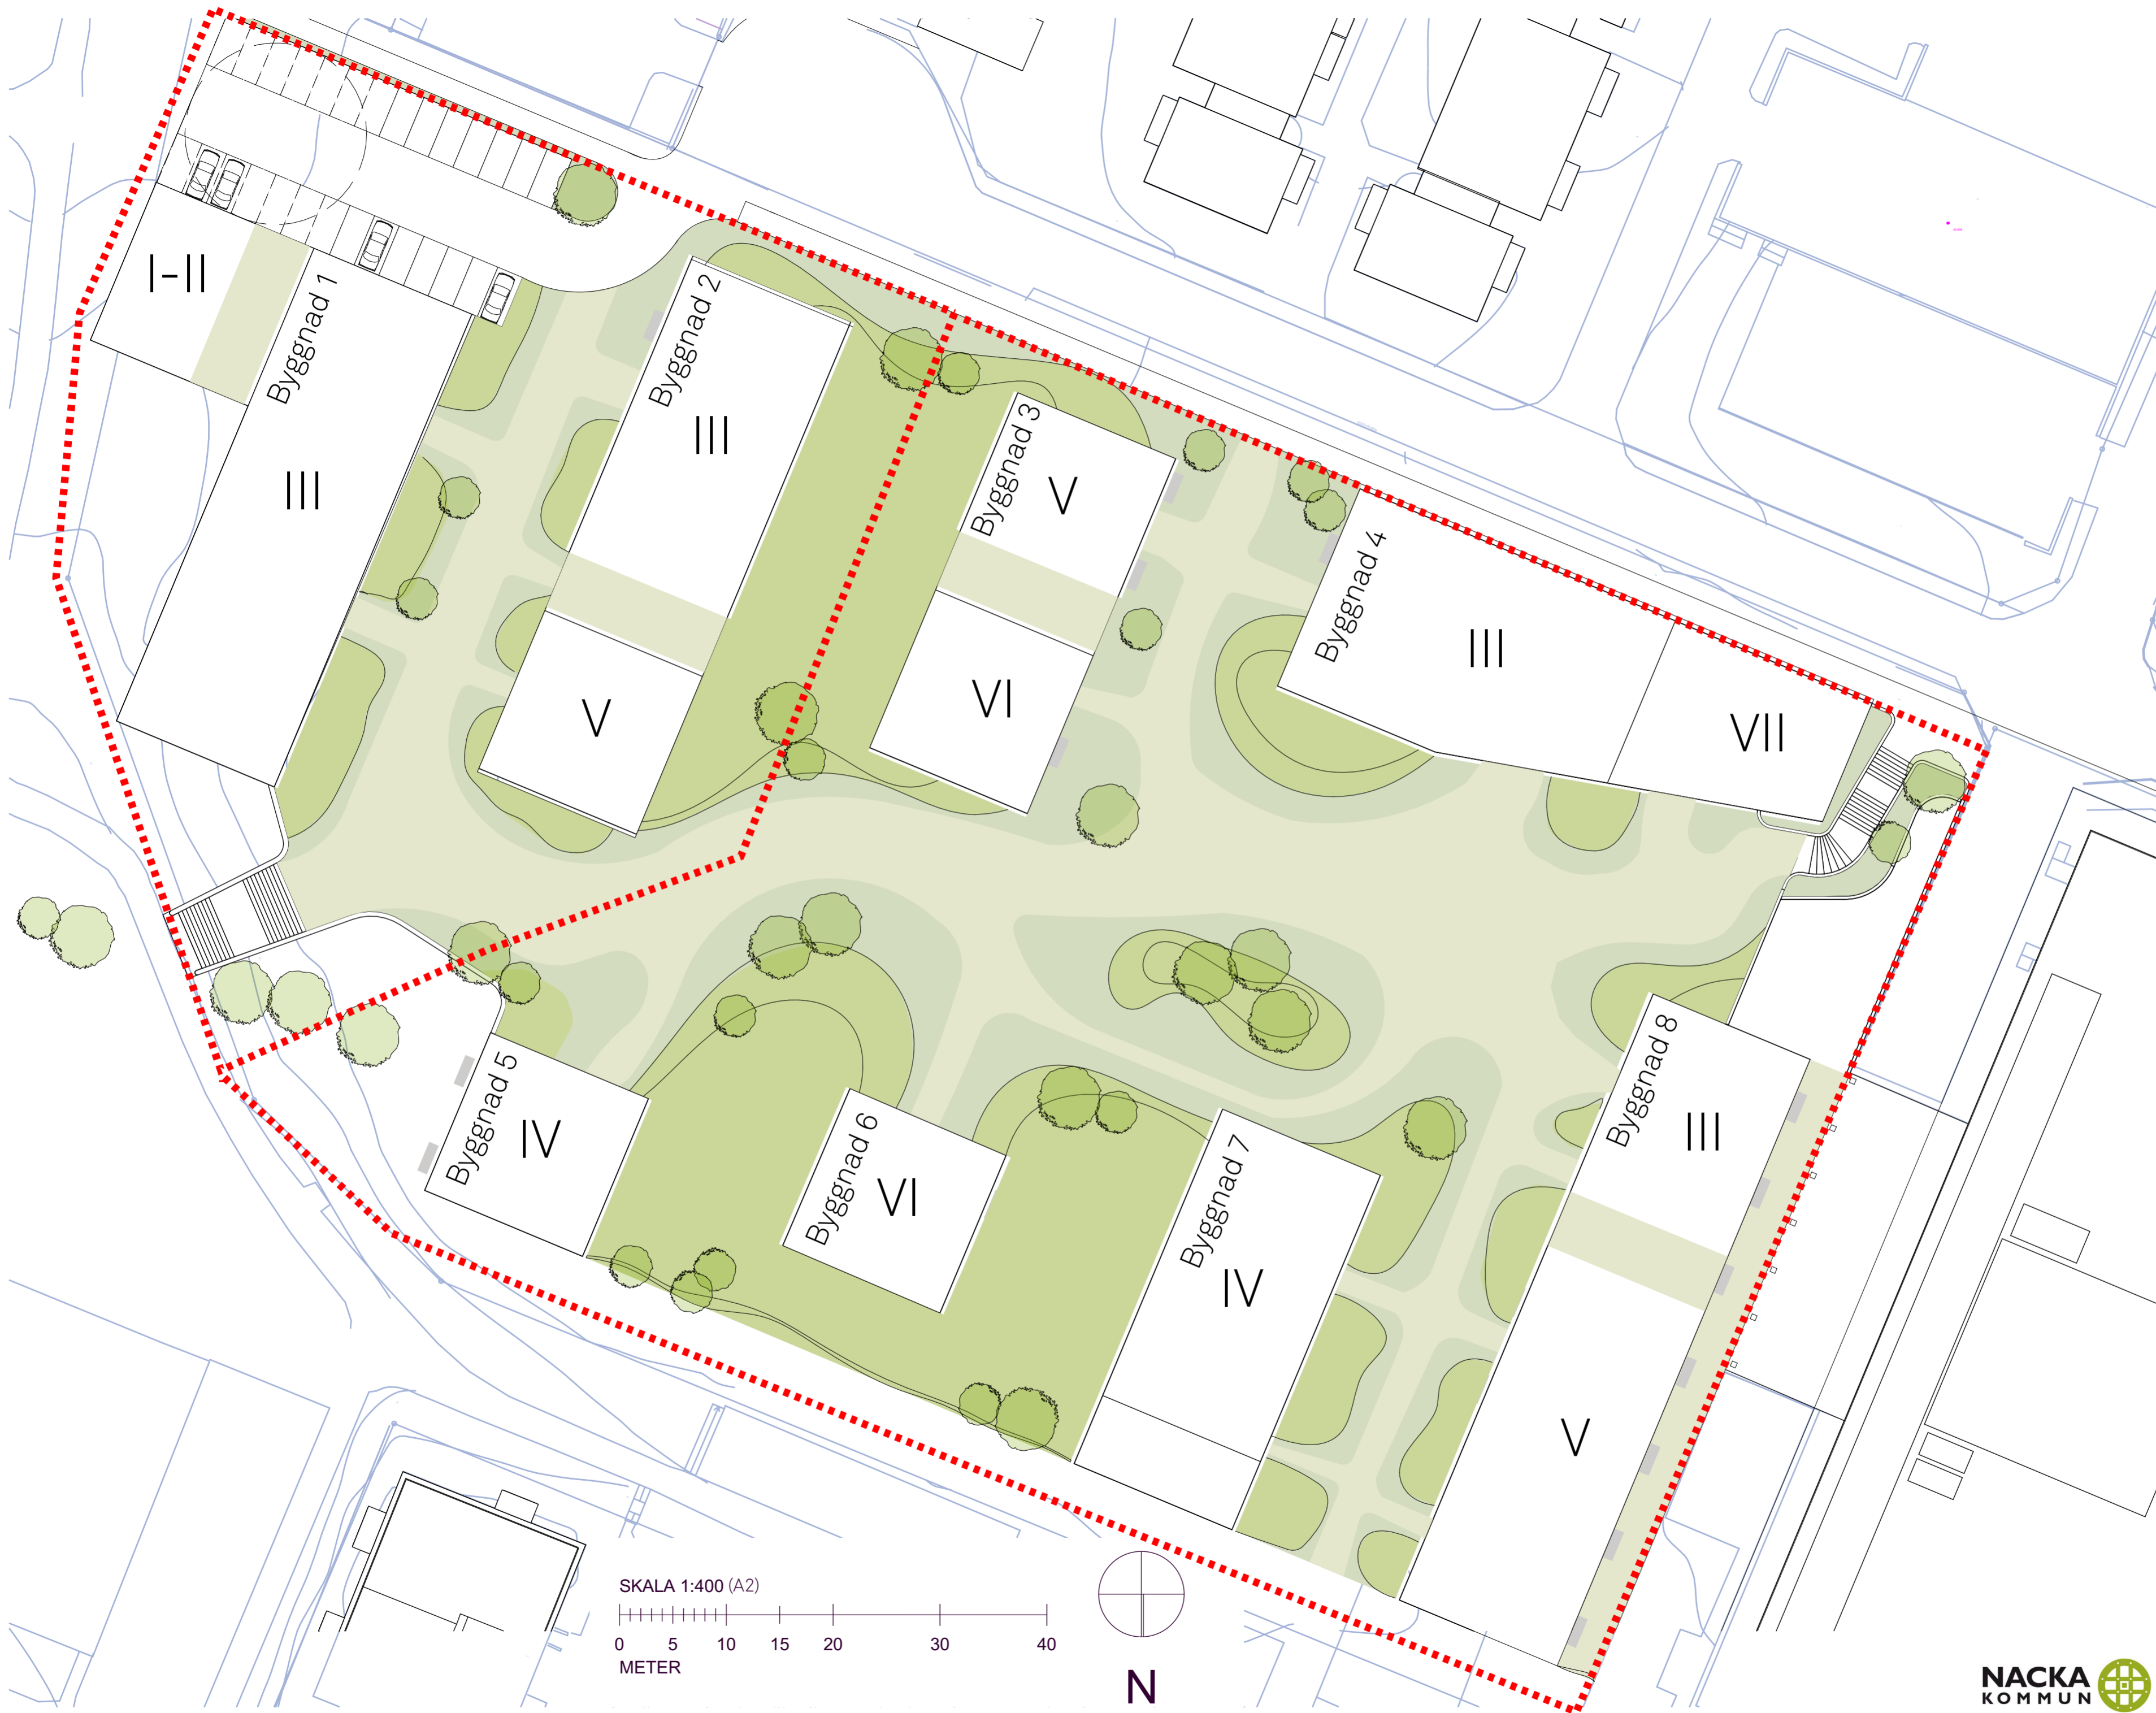 I-II
Byggnad 1
III
Byggnad 2
III
V
Byggnad 3
V
VI
Byggnad 4
III
VII
Byggnad 5
IV
Byggnad 6
VI
Byggnad 7
IV
Byggnad 8
III
V
SKALA 1:400 (A2)
0 5 10 15 20 30 40
METER
N
NACKA
KOMMUN